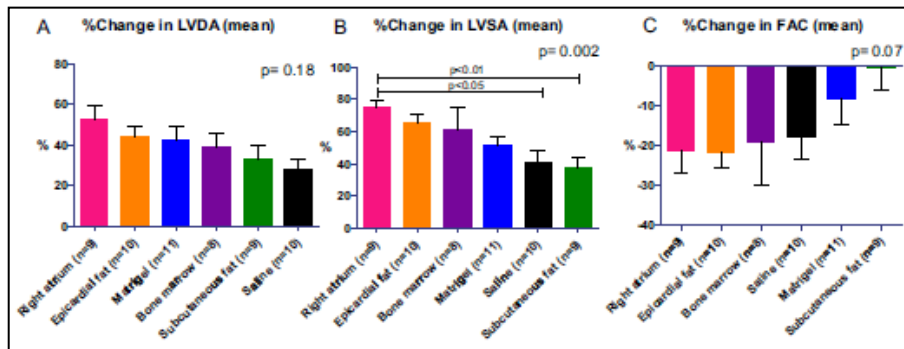 A %Change in LVDA (mean)
p= 0.18
80
60
40
20
0
%
Right atrium (n=9)
Epicardial fat (n=10)
Matrigel (n=11)
Bone marrow (n=8)
Subcutaneous fat (n=9)
Saline (n=10)
B %Change in LVSA (mean)
p= 0.002
p<0.01
p<0.05
100
80
60
40
20
0
%
Right atrium (n=9)
Epicardial fat (n=10)
Bone marrow (n=8)
Matrigel (n=11)
Saline (n=10)
Subcutaneous fat (n=9)
C %Change in FAC (mean)
p= 0.07
0
-10
-20
-30
-40
%
Right atrium (n=9)
Epicardial fat (n=10)
Bone marrow (n=8)
Saline (n=10)
Matrigel (n=11)
Subcutaneous fat (n=9)